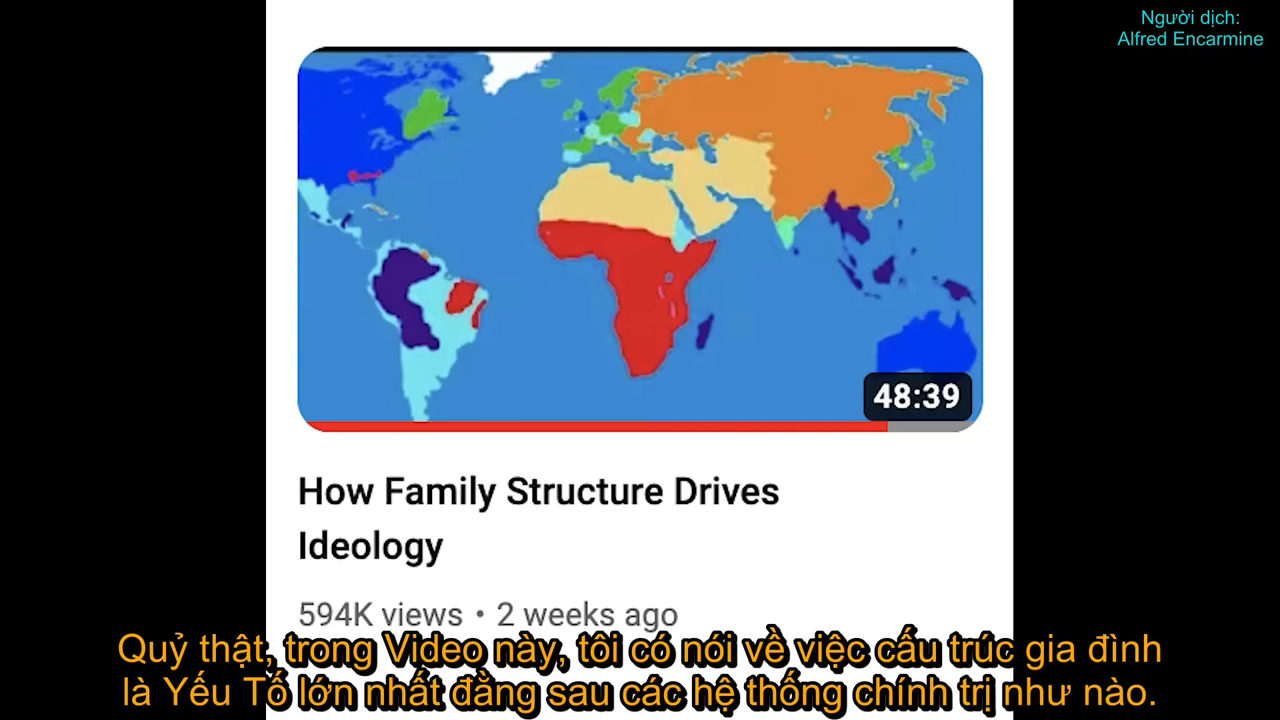 Người dịch:
Alfred Encarmine
48:39
How Family Structure Drives
Ideology
594K views • 2 weeks ago
Quỷ thật, trong Video này, tôi có nói về việc cấu trúc gia đình
là Yếu Tố lớn nhất đằng sau các hệ thống chính trị như nào.